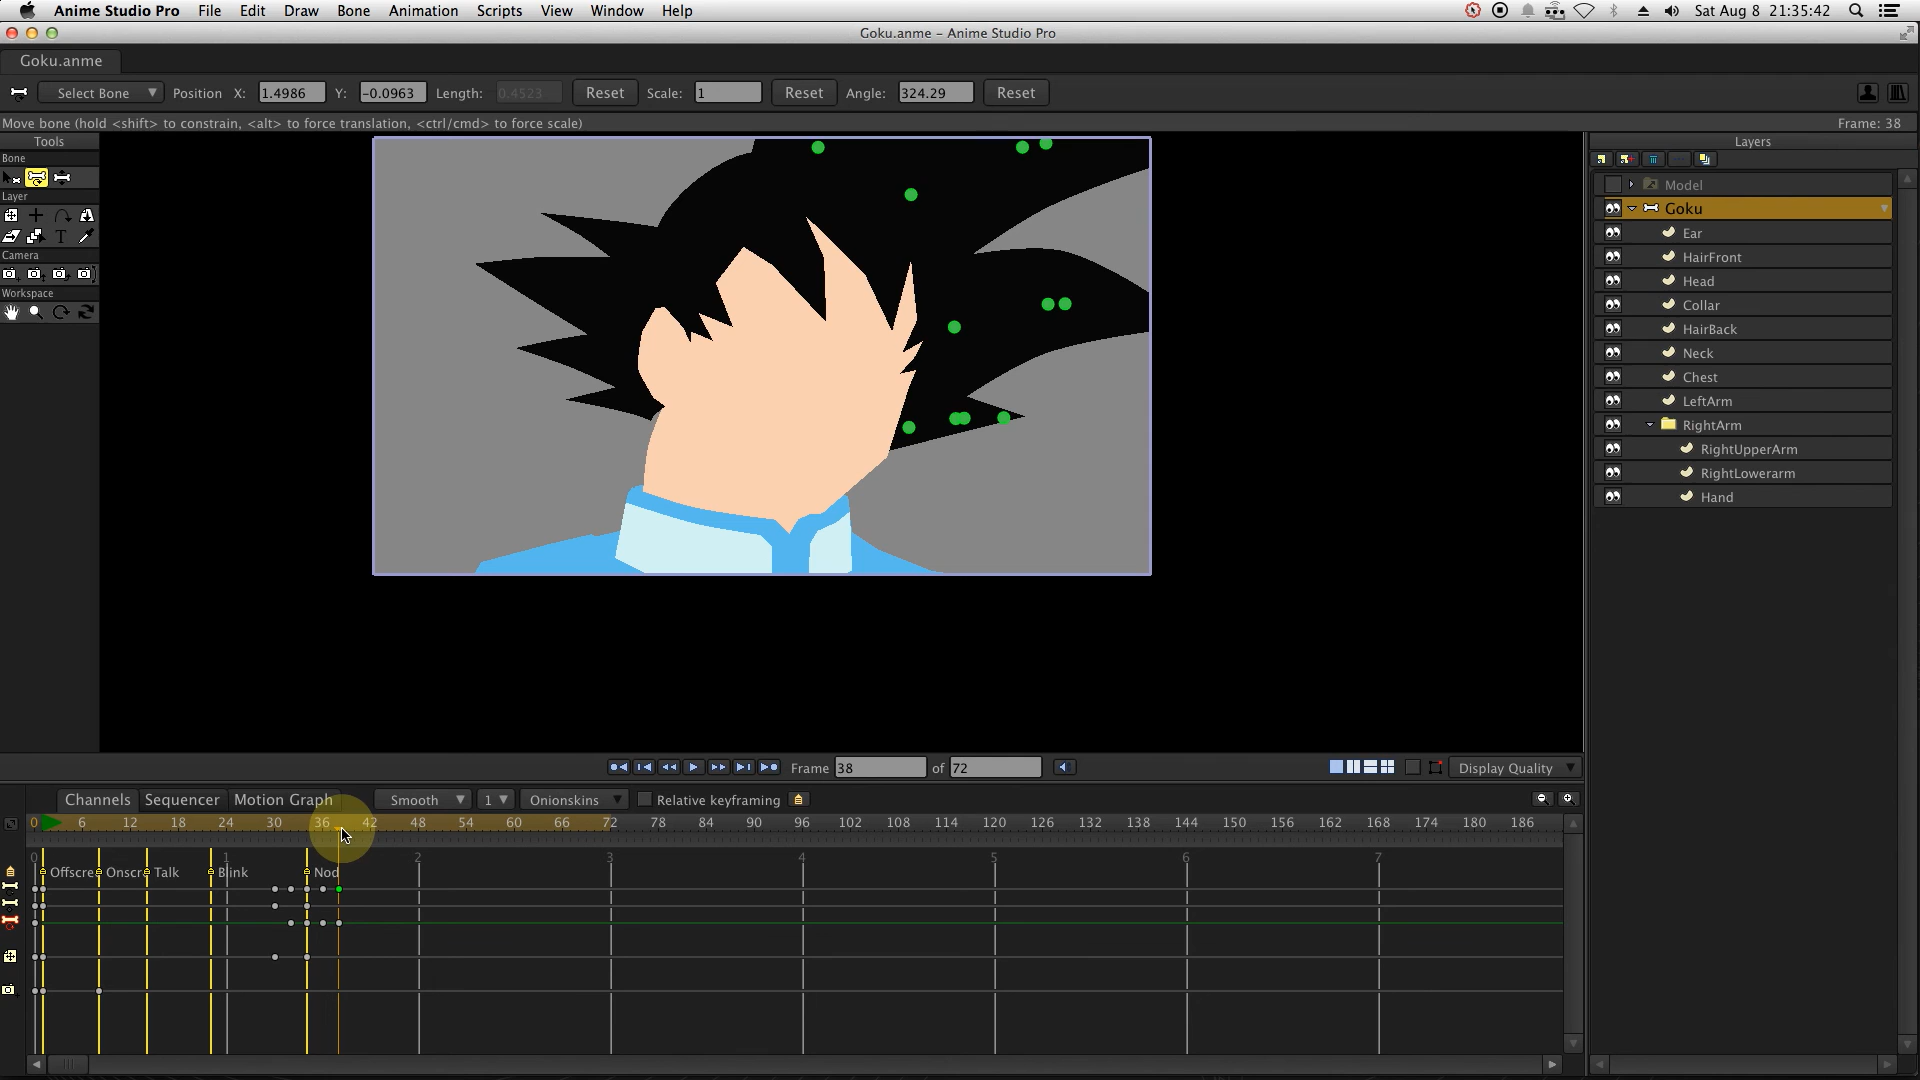 Anime Studio Pro File Edit Draw Bone Animation Scripts View Window Help Sat Aug 8 21:35:42
Goku.anme – Anime Studio Pro
Goku.anme
Select Bone Position X: 1.4986 Y: -0.0963 Length: 0.4523 Reset Scale: 1 Reset Angle: 324.29 Reset
Move bone (hold <shift> to constrain, <alt> to force translation, <ctrl/cmd> to force scale) Frame: 38
Tools
Bone
Layer
Camera
Workspace
Layers
Model
Goku
Ear
HairFront
Head
Collar
HairBack
Neck
Chest
LeftArm
RightArm
RightUpperArm
RightLowerarm
Hand
Frame 38 of 72 Display Quality
Channels Sequencer Motion Graph Smooth 1 Onionskins Relative keyframing
0 6 12 18 24 30 36 42 48 54 60 66 72 78 84 90 96 102 108 114 120 126 132 138 144 150 156 162 168 174 180 186
0 1 2 3 4 5 6 7
Offscre Onscr Talk Blink Nod